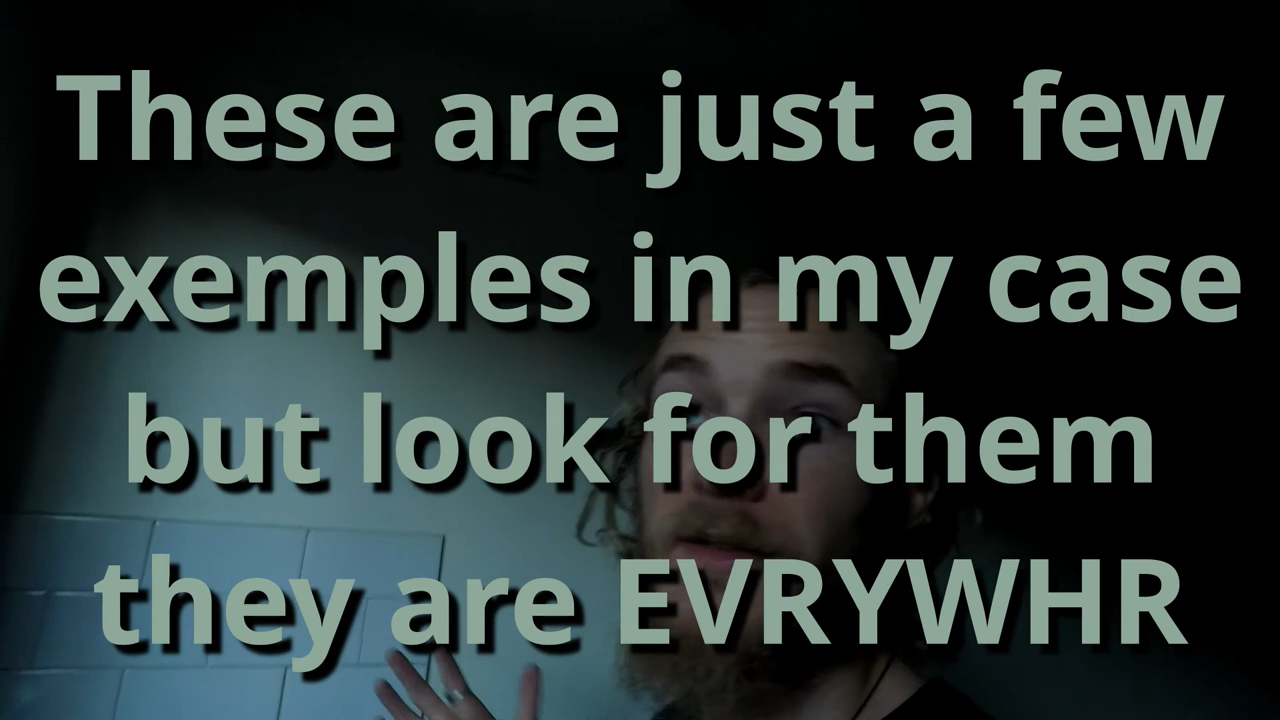 These are just a few
exemples in my case
but look for them
they are EVRYWHR